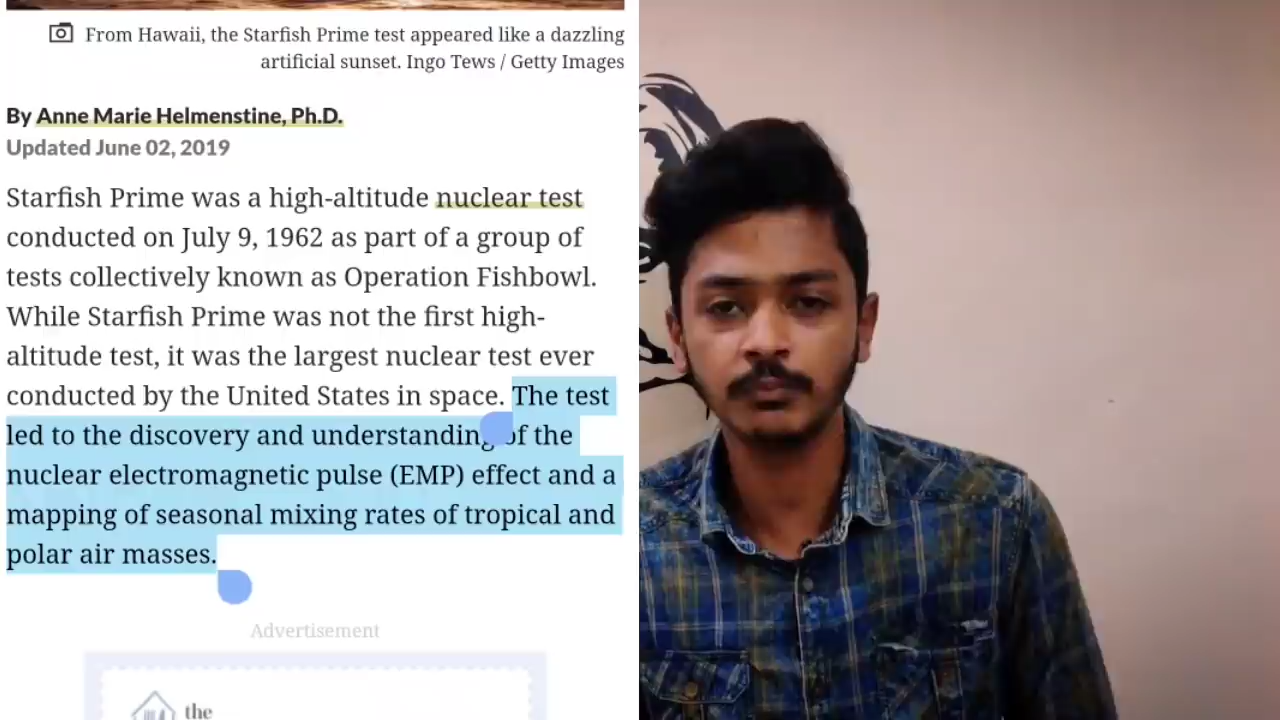 From Hawaii, the Starfish Prime test appeared like a dazzling
artificial sunset. Ingo Tews / Getty Images
By Anne Marie Helmenstine, Ph.D.
Updated June 02, 2019
Starfish Prime was a high-altitude nuclear test
conducted on July 9, 1962 as part of a group of
tests collectively known as Operation Fishbowl.
While Starfish Prime was not the first high-
altitude test, it was the largest nuclear test ever
conducted by the United States in space. The test
led to the discovery and understanding of the
nuclear electromagnetic pulse (EMP) effect and a
mapping of seasonal mixing rates of tropical and
polar air masses.
Advertisement
the